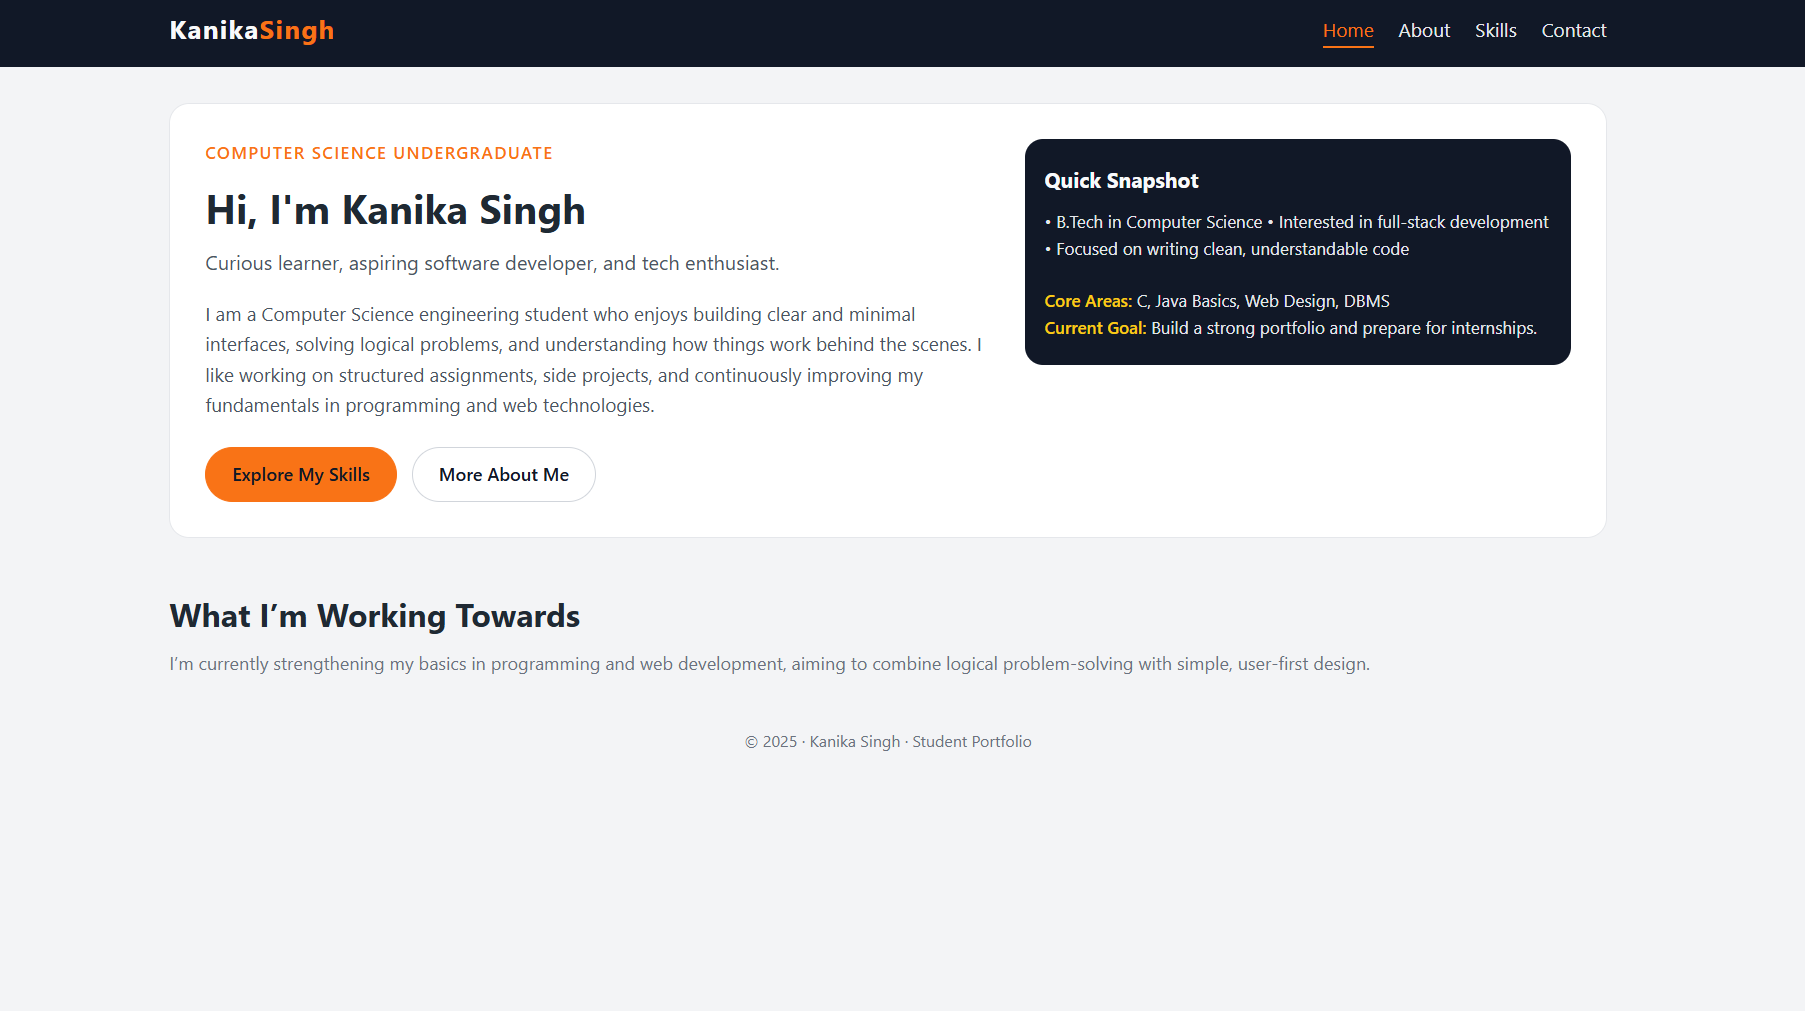 KanikaSingh
Home About Skills Contact
COMPUTER SCIENCE UNDERGRADUATE
Hi, I'm Kanika Singh
Curious learner, aspiring software developer, and tech enthusiast.
I am a Computer Science engineering student who enjoys building clear and minimal
interfaces, solving logical problems, and understanding how things work behind the scenes. I
like working on structured assignments, side projects, and continuously improving my
fundamentals in programming and web technologies.
Explore My Skills
More About Me
Quick Snapshot
• B.Tech in Computer Science • Interested in full-stack development
• Focused on writing clean, understandable code
Core Areas: C, Java Basics, Web Design, DBMS
Current Goal: Build a strong portfolio and prepare for internships.
What I’m Working Towards
I’m currently strengthening my basics in programming and web development, aiming to combine logical problem-solving with simple, user-first design.
© 2025 · Kanika Singh · Student Portfolio